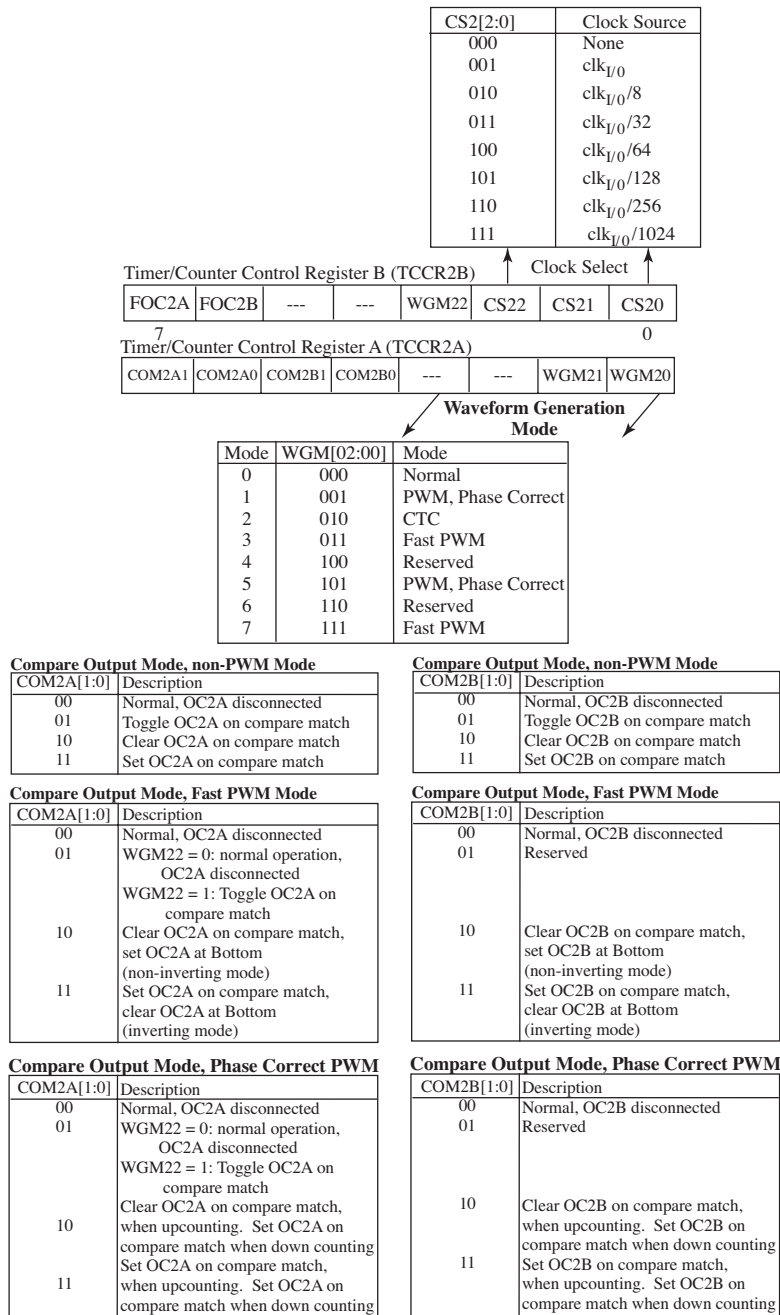 CS2[2:0] Clock Source
000 None
001 clkI/0
010 clkI/0/8
011 clkI/0/32
100 clkI/0/64
101 clkI/0/128
110 clkI/0/256
111 clkI/0/1024
Clock Select
Timer/Counter Control Register B (TCCR2B)
FOC2A FOC2B --- --- WGM22 CS22 CS21 CS20
7 0
Timer/Counter Control Register A (TCCR2A)
COM2A1 COM2A0 COM2B1 COM2B0 --- --- WGM21 WGM20
Waveform Generation
Mode
Mode WGM[02:00] Mode
0 000 Normal
1 001 PWM, Phase Correct
2 010 CTC
3 011 Fast PWM
4 100 Reserved
5 101 PWM, Phase Correct
6 110 Reserved
7 111 Fast PWM
Compare Output Mode, non-PWM Mode
COM2A[1:0] Description
00 Normal, OC2A disconnected
01 Toggle OC2A on compare match
10 Clear OC2A on compare match
11 Set OC2A on compare match
Compare Output Mode, non-PWM Mode
COM2B[1:0] Description
00 Normal, OC2B disconnected
01 Toggle OC2B on compare match
10 Clear OC2B on compare match
11 Set OC2B on compare match
Compare Output Mode, Fast PWM Mode
COM2A[1:0] Description
00 Normal, OC2A disconnected
01 WGM22 = 0: normal operation,
OC2A disconnected
WGM22 = 1: Toggle OC2A on
compare match
10 Clear OC2A on compare match,
set OC2A at Bottom
(non-inverting mode)
11 Set OC2A on compare match,
clear OC2A at Bottom
(inverting mode)
Compare Output Mode, Fast PWM Mode
COM2B[1:0] Description
00 Normal, OC2B disconnected
01 Reserved
10 Clear OC2B on compare match,
set OC2B at Bottom
(non-inverting mode)
11 Set OC2B on compare match,
clear OC2B at Bottom
(inverting mode)
Compare Output Mode, Phase Correct PWM
COM2A[1:0] Description
00 Normal, OC2A disconnected
01 WGM22 = 0: normal operation,
OC2A disconnected
WGM22 = 1: Toggle OC2A on
compare match
Clear OC2A on compare match,
10 when upcounting. Set OC2A on
compare match when down counting
Set OC2A on compare match,
11 when upcounting. Set OC2A on
compare match when down counting
Compare Output Mode, Phase Correct PWM
COM2B[1:0] Description
00 Normal, OC2B disconnected
01 Reserved
10 Clear OC2B on compare match,
when upcounting. Set OC2B on
compare match when down counting
11 Set OC2B on compare match,
when upcounting. Set OC2B on
compare match when down counting